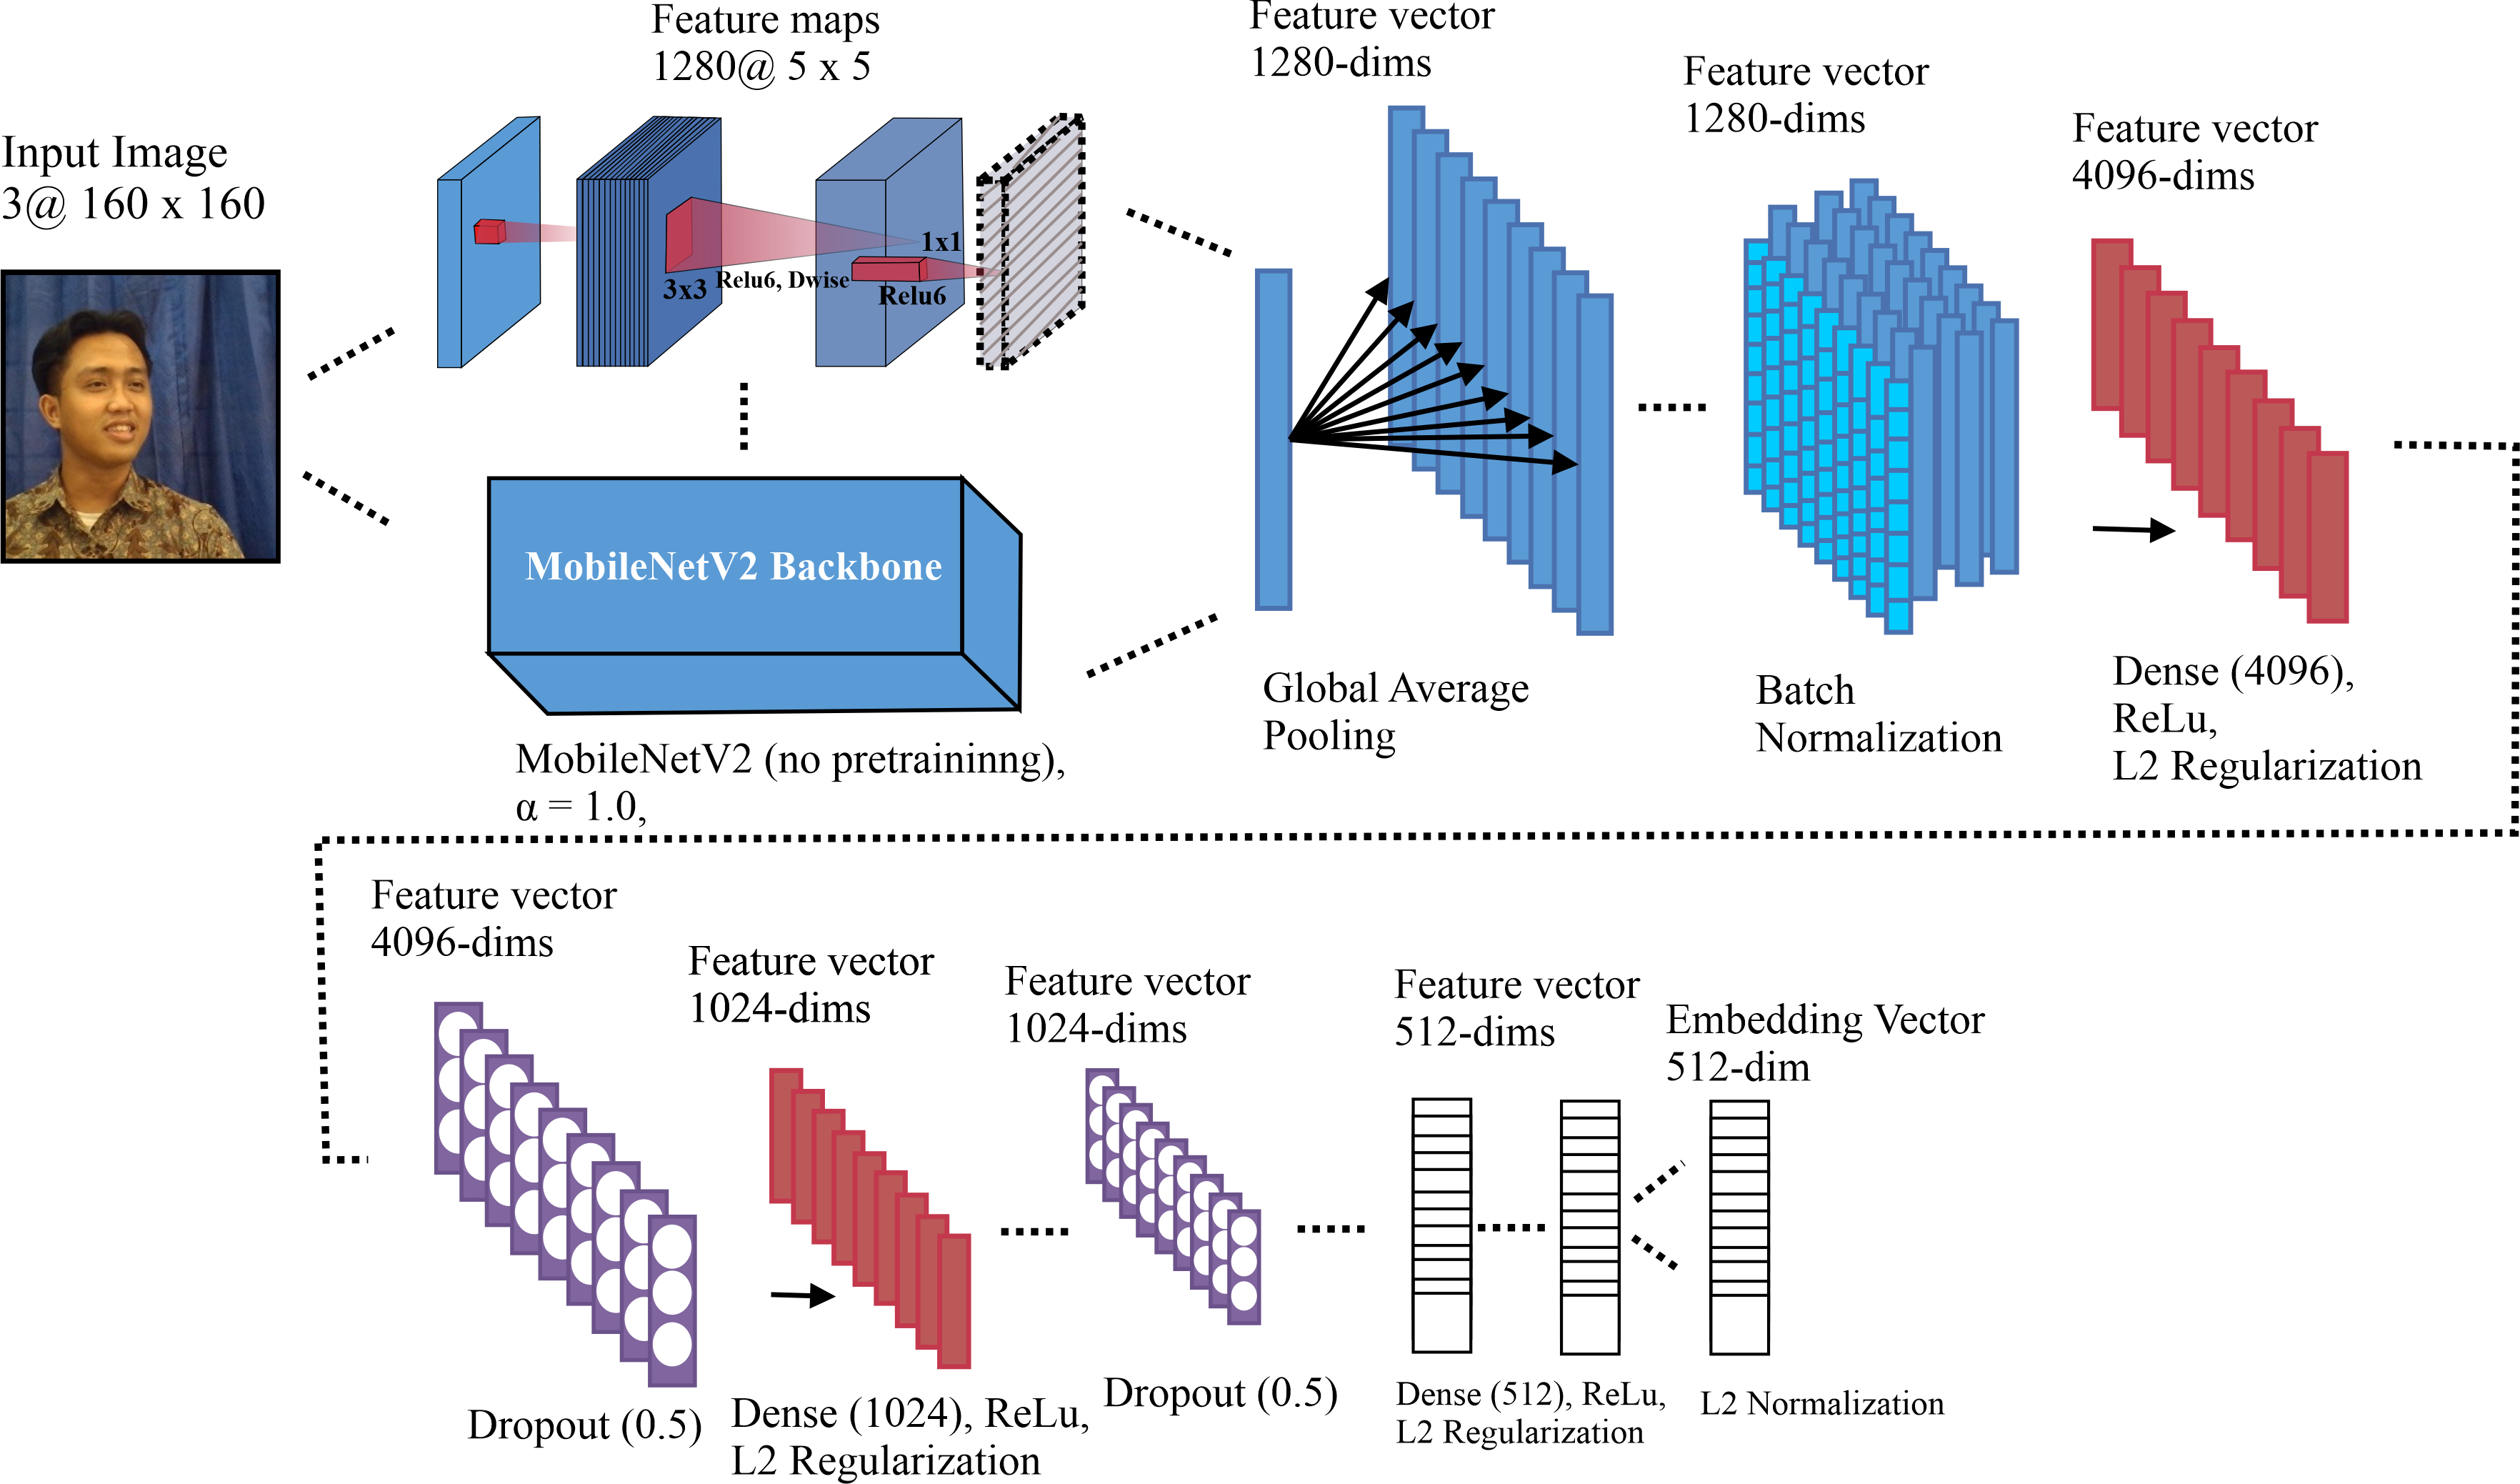 Input Image
3@ 160 x 160
Feature maps
1280@ 5 x 5
3x3
Relu6, Dwise
1x1
Relu6
MobileNetV2 Backbone
MobileNetV2 (no pretraininng),
α = 1.0,
Feature vector
1280-dims
Global Average
Pooling
Feature vector
1280-dims
Batch
Normalization
Feature vector
4096-dims
Dense (4096),
ReLu,
L2 Regularization
Feature vector
4096-dims
Dropout (0.5)
Feature vector
1024-dims
Dense (1024), ReLu,
L2 Regularization
Feature vector
1024-dims
Dropout (0.5)
Feature vector
512-dims
Dense (512), ReLu,
L2 Regularization
Embedding Vector
512-dim
L2 Normalization